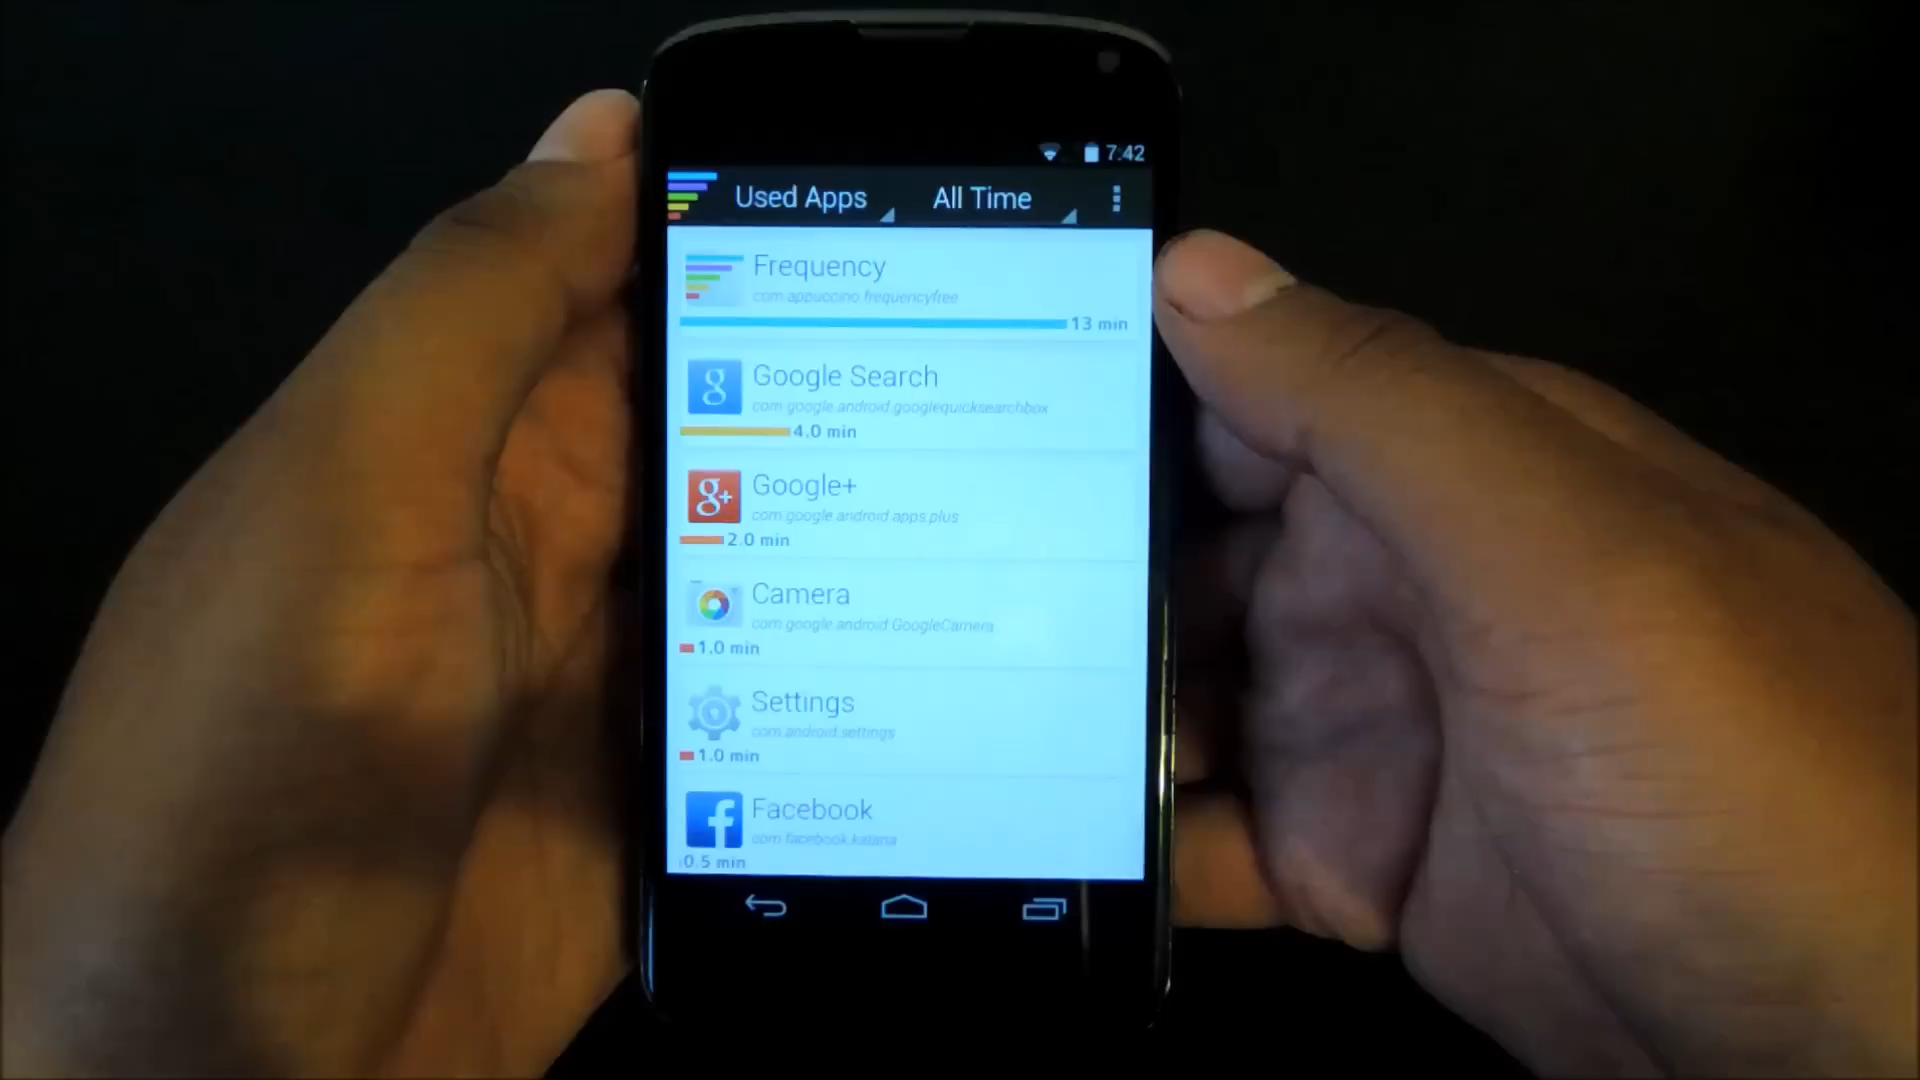 7:42
Used Apps All Time
Frequency
com.appuccino.frequencyfree
13 min
Google Search
com.google.android.googlequicksearchbox
4.0 min
Google+
com.google.android.apps.plus
2.0 min
Camera
com.google.android.GoogleCamera
1.0 min
Settings
com.android.settings
1.0 min
Facebook
com.facebook.katana
0.5 min